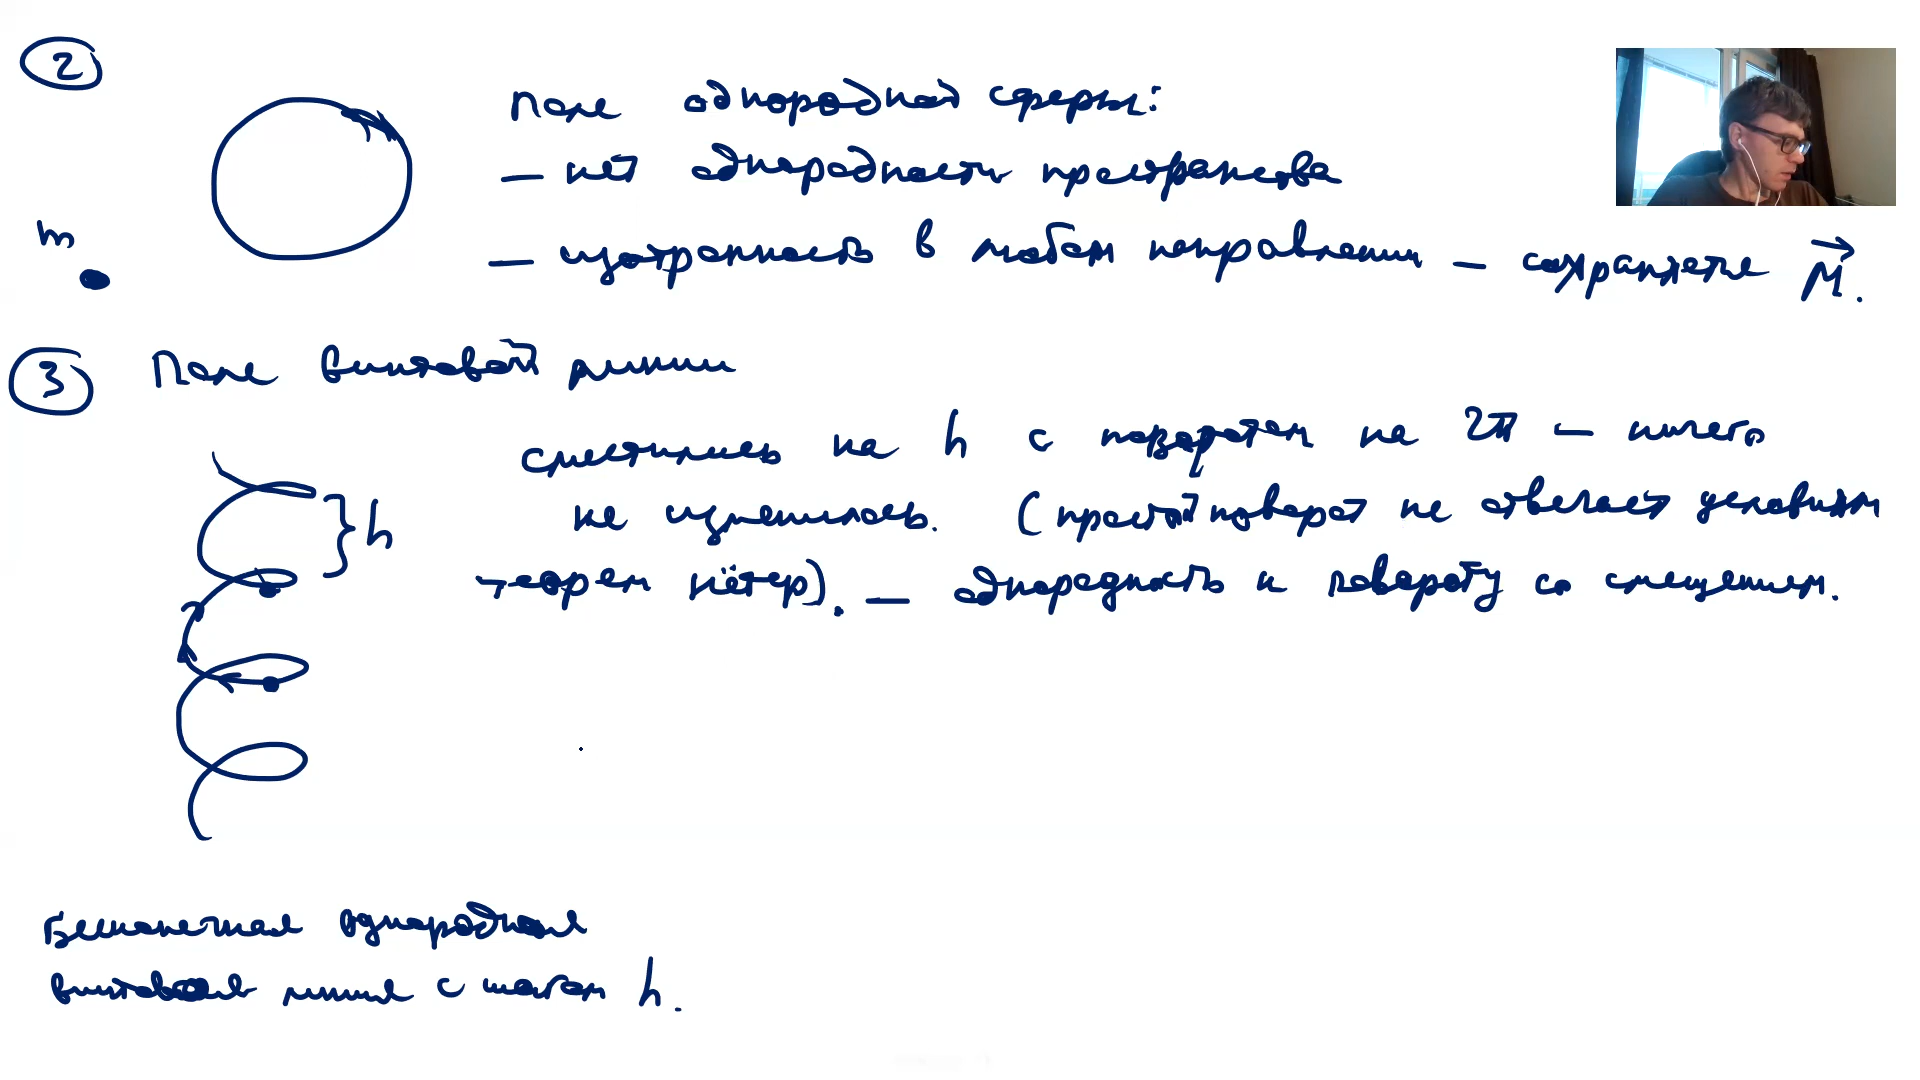 2
Поле однородной сферы:
— нет однородности пространства
m
— изотропность в любом направлении — сохраняется M.
3 Поле винтовой линии
сместились на h с поворотом на 2π — ничего
h
не изменилось. (простой поворот не отвечает условиям
теорем Нётер). — однородность к повороту со смещением.
Бесконечная однородная
винтовая линия с шагом h.